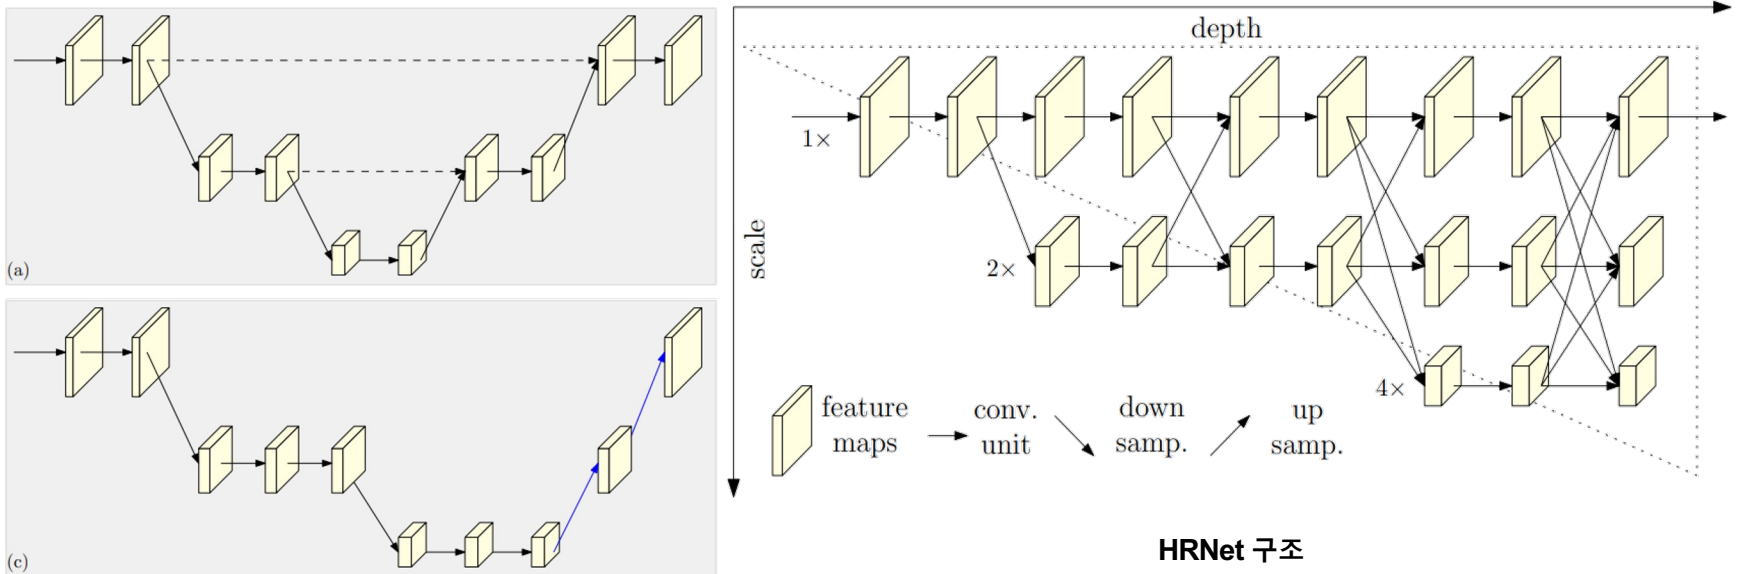 (a)
(c)
depth
scale
1×
2×
4×
feature
maps
conv.
unit
down
samp.
up
samp.
HRNet 구조